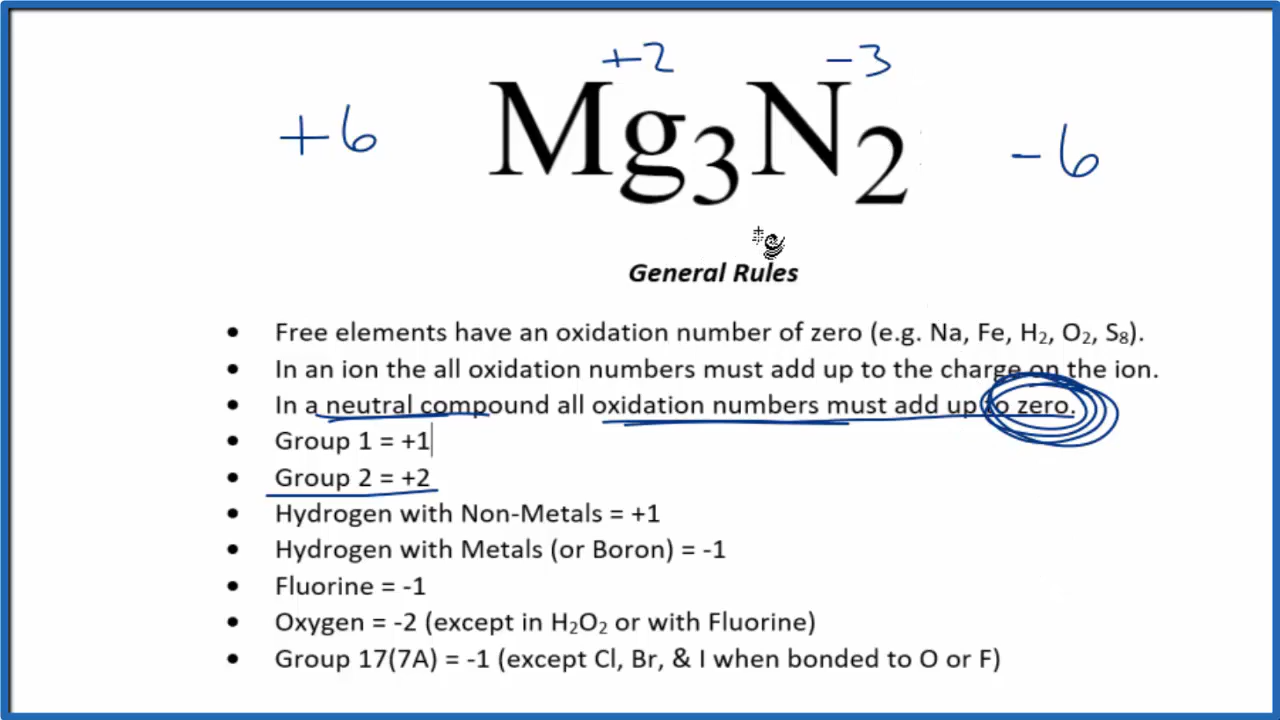 +2 -3
+6 Mg₃N₂ -6
General Rules
• Free elements have an oxidation number of zero (e.g. Na, Fe, H₂, O₂, S₈).
• In an ion the all oxidation numbers must add up to the charge on the ion.
• In a neutral compound all oxidation numbers must add up to zero.
• Group 1 = +1
• Group 2 = +2
• Hydrogen with Non-Metals = +1
• Hydrogen with Metals (or Boron) = -1
• Fluorine = -1
• Oxygen = -2 (except in H₂O₂ or with Fluorine)
• Group 17(7A) = -1 (except Cl, Br, & I when bonded to O or F)